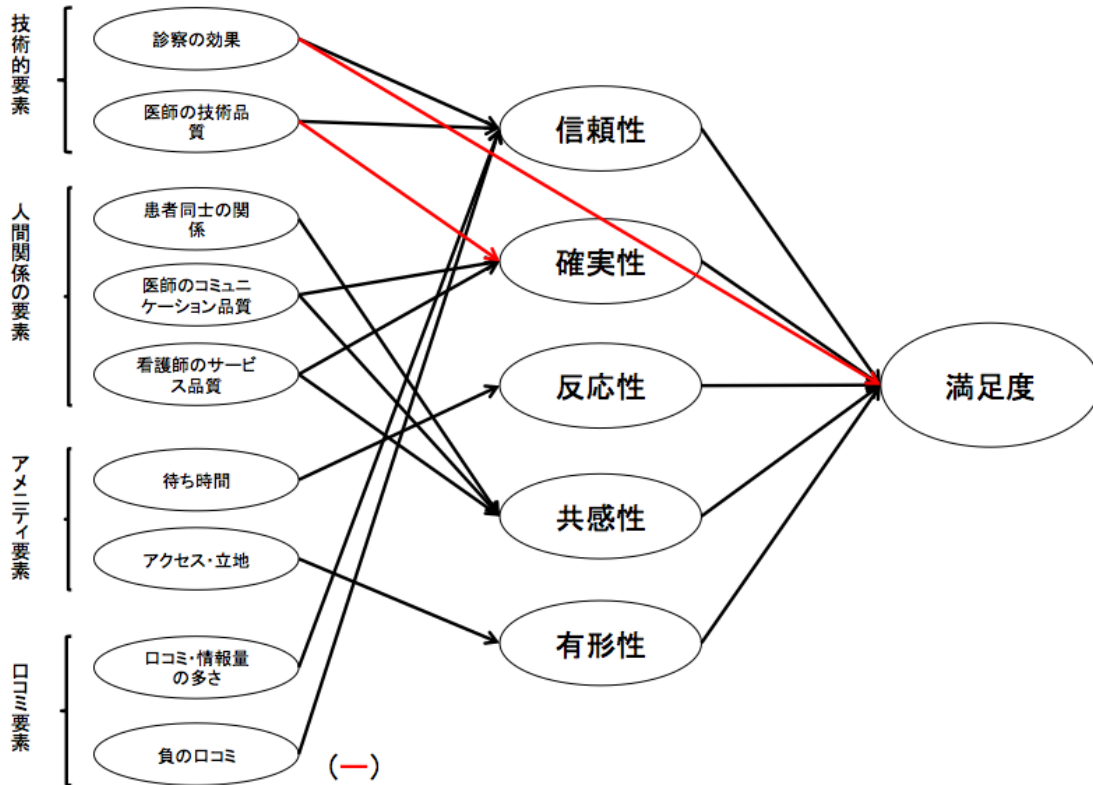 技術的要素
診察の効果
医師の技術品
質
人間関係の要素
患者同士の関
係
医師のコミュニ
ケーション品質
看護師のサービ
ス品質
アメニティ要素
待ち時間
アクセス・立地
口コミ要素
口コミ・情報量
の多さ
負の口コミ
(ー)
信頼性
確実性
反応性
共感性
有形性
満足度